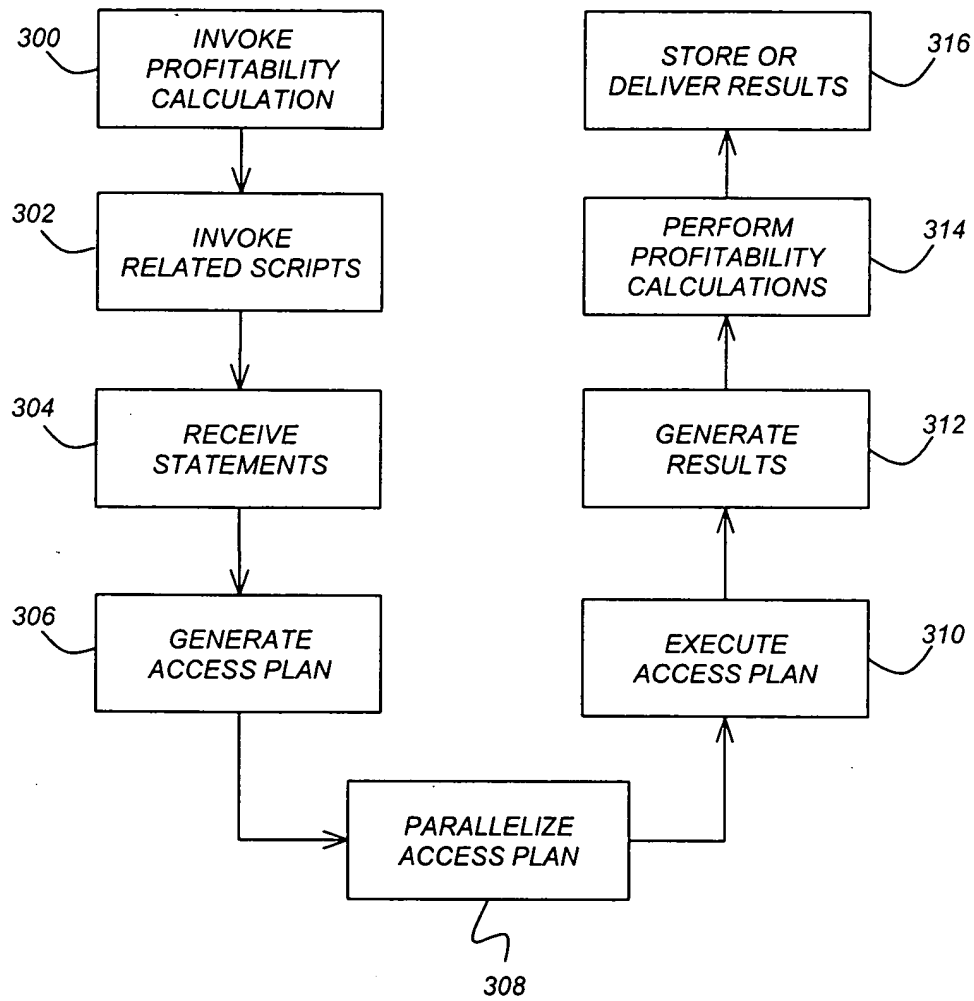 300
INVOKE
PROFITABILITY
CALCULATION
302
INVOKE
RELATED SCRIPTS
304
RECEIVE
STATEMENTS
306
GENERATE
ACCESS PLAN
PARALLELIZE
ACCESS PLAN
308
EXECUTE
ACCESS PLAN
310
GENERATE
RESULTS
312
PERFORM
PROFITABILITY
CALCULATIONS
314
STORE OR
DELIVER RESULTS
316